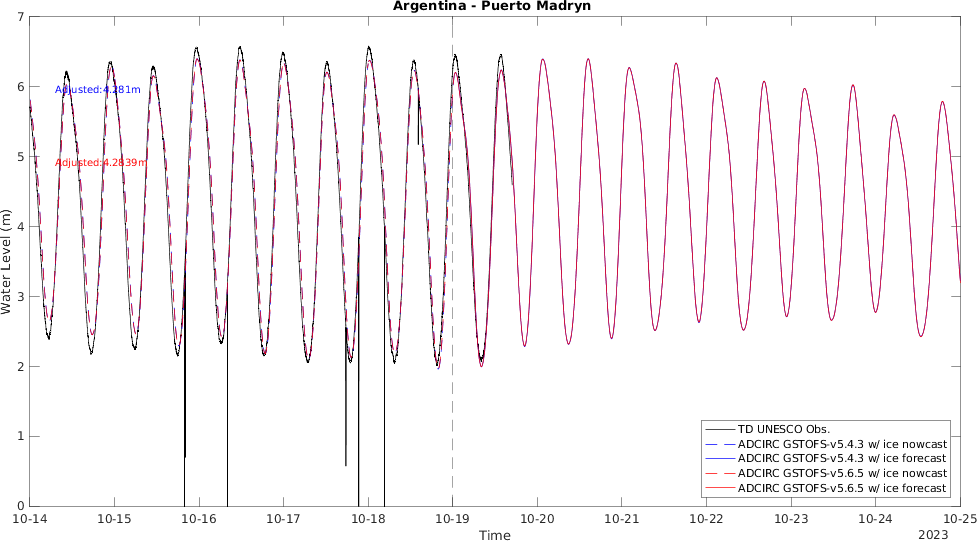 Argentina - Puerto Madryn
7
6
5
4
3
2
1
0
Water Level (m)
Adjusted:4.281m
Adjusted:4.2839m
TD UNESCO Obs.
ADCIRC GSTOFS-v5.4.3 w/ ice nowcast
ADCIRC GSTOFS-v5.4.3 w/ ice forecast
ADCIRC GSTOFS-v5.6.5 w/ ice nowcast
ADCIRC GSTOFS-v5.6.5 w/ ice forecast
10-14 10-15 10-16 10-17 10-18 10-19 10-20 10-21 10-22 10-23 10-24 10-25
Time
2023